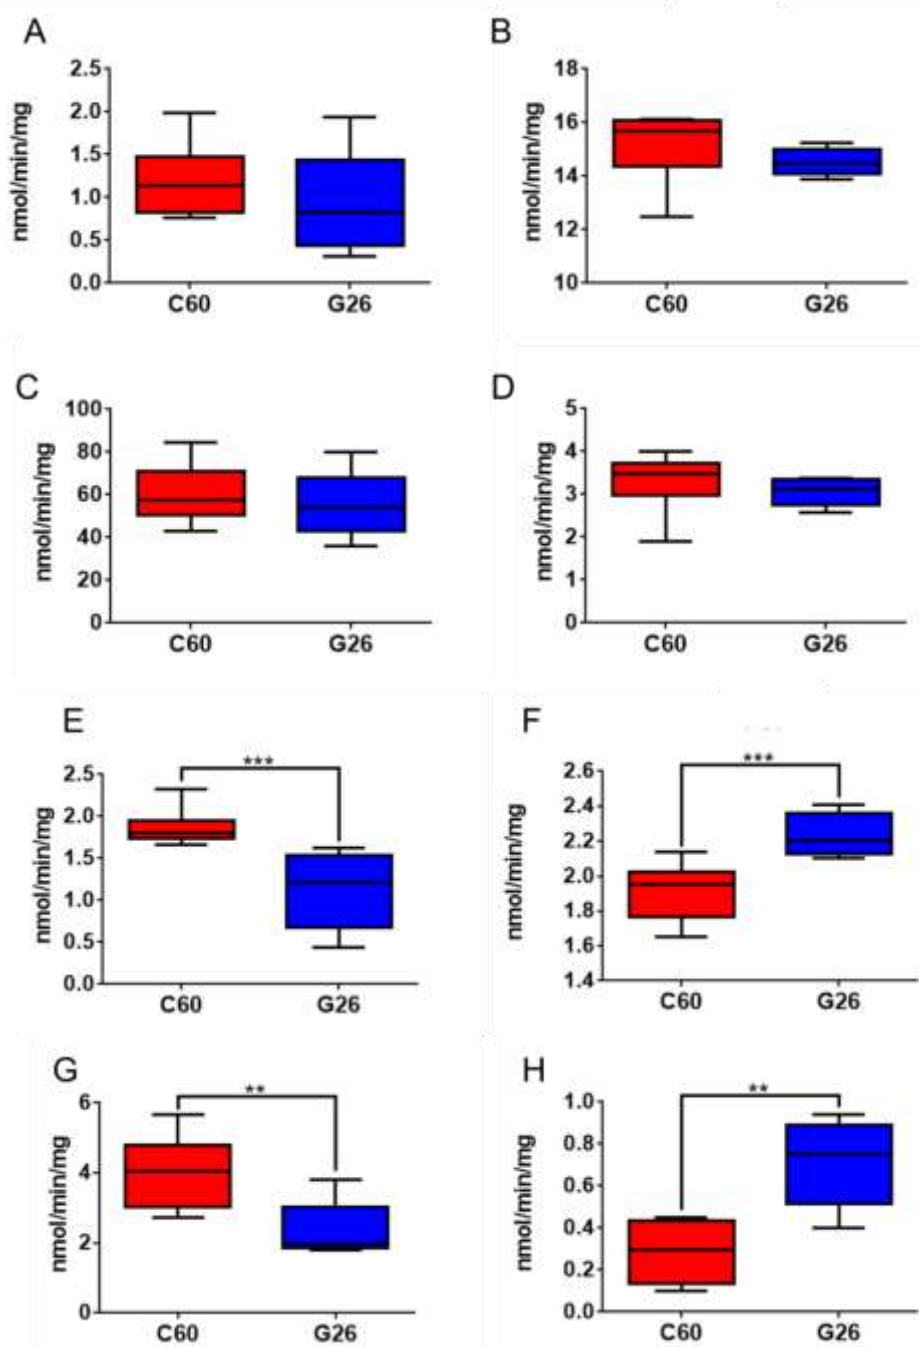 A
nmol/min/mg
2.5
2.0
1.5
1.0
0.5
0.0
C60 G26
B
nmol/min/mg
18
16
14
12
10
C60 G26
C
nmol/min/mg
100
80
60
40
20
0
C60 G26
D
nmol/min/mg
5
4
3
2
1
0
C60 G26
E
nmol/min/mg
***
2.5
2.0
1.5
1.0
0.5
0.0
C60 G26
F
nmol/min/mg
***
2.6
2.4
2.2
2.0
1.8
1.6
1.4
C60 G26
G
nmol/min/mg
**
6
4
2
0
C60 G26
H
nmol/min/mg
**
1.0
0.8
0.6
0.4
0.2
0.0
C60 G26